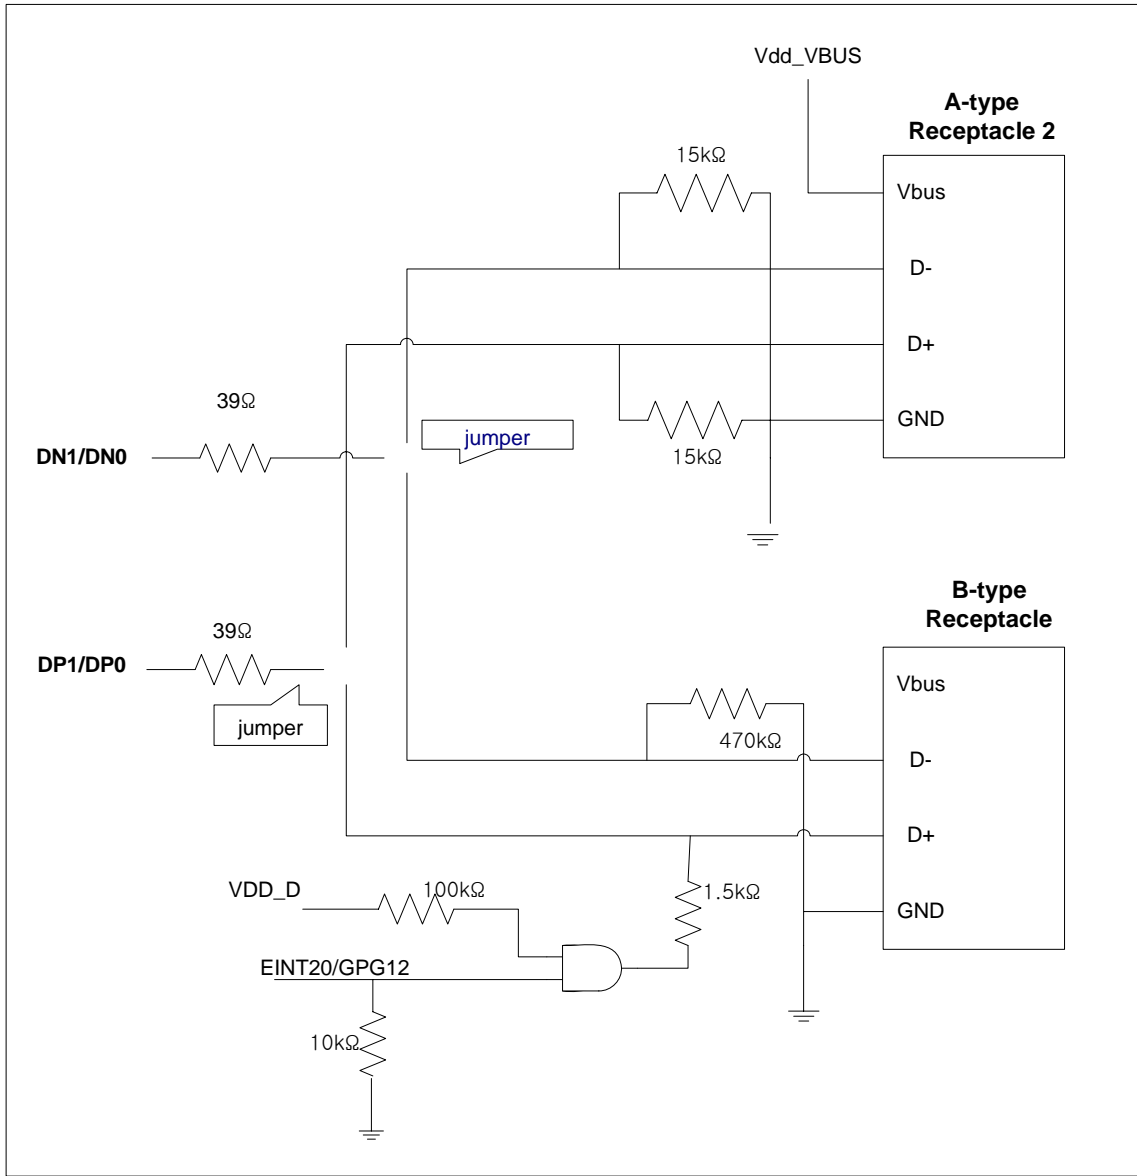 Vdd_VBUS
A-type
Receptacle 2
15kΩ
Vbus
D-
D+
39Ω
GND
jumper
DN1/DN0
15kΩ
B-type
Receptacle
39Ω
DP1/DP0
Vbus
jumper
470kΩ
D-
D+
VDD_D
100kΩ
1.5kΩ
GND
EINT20/GPG12
10kΩ